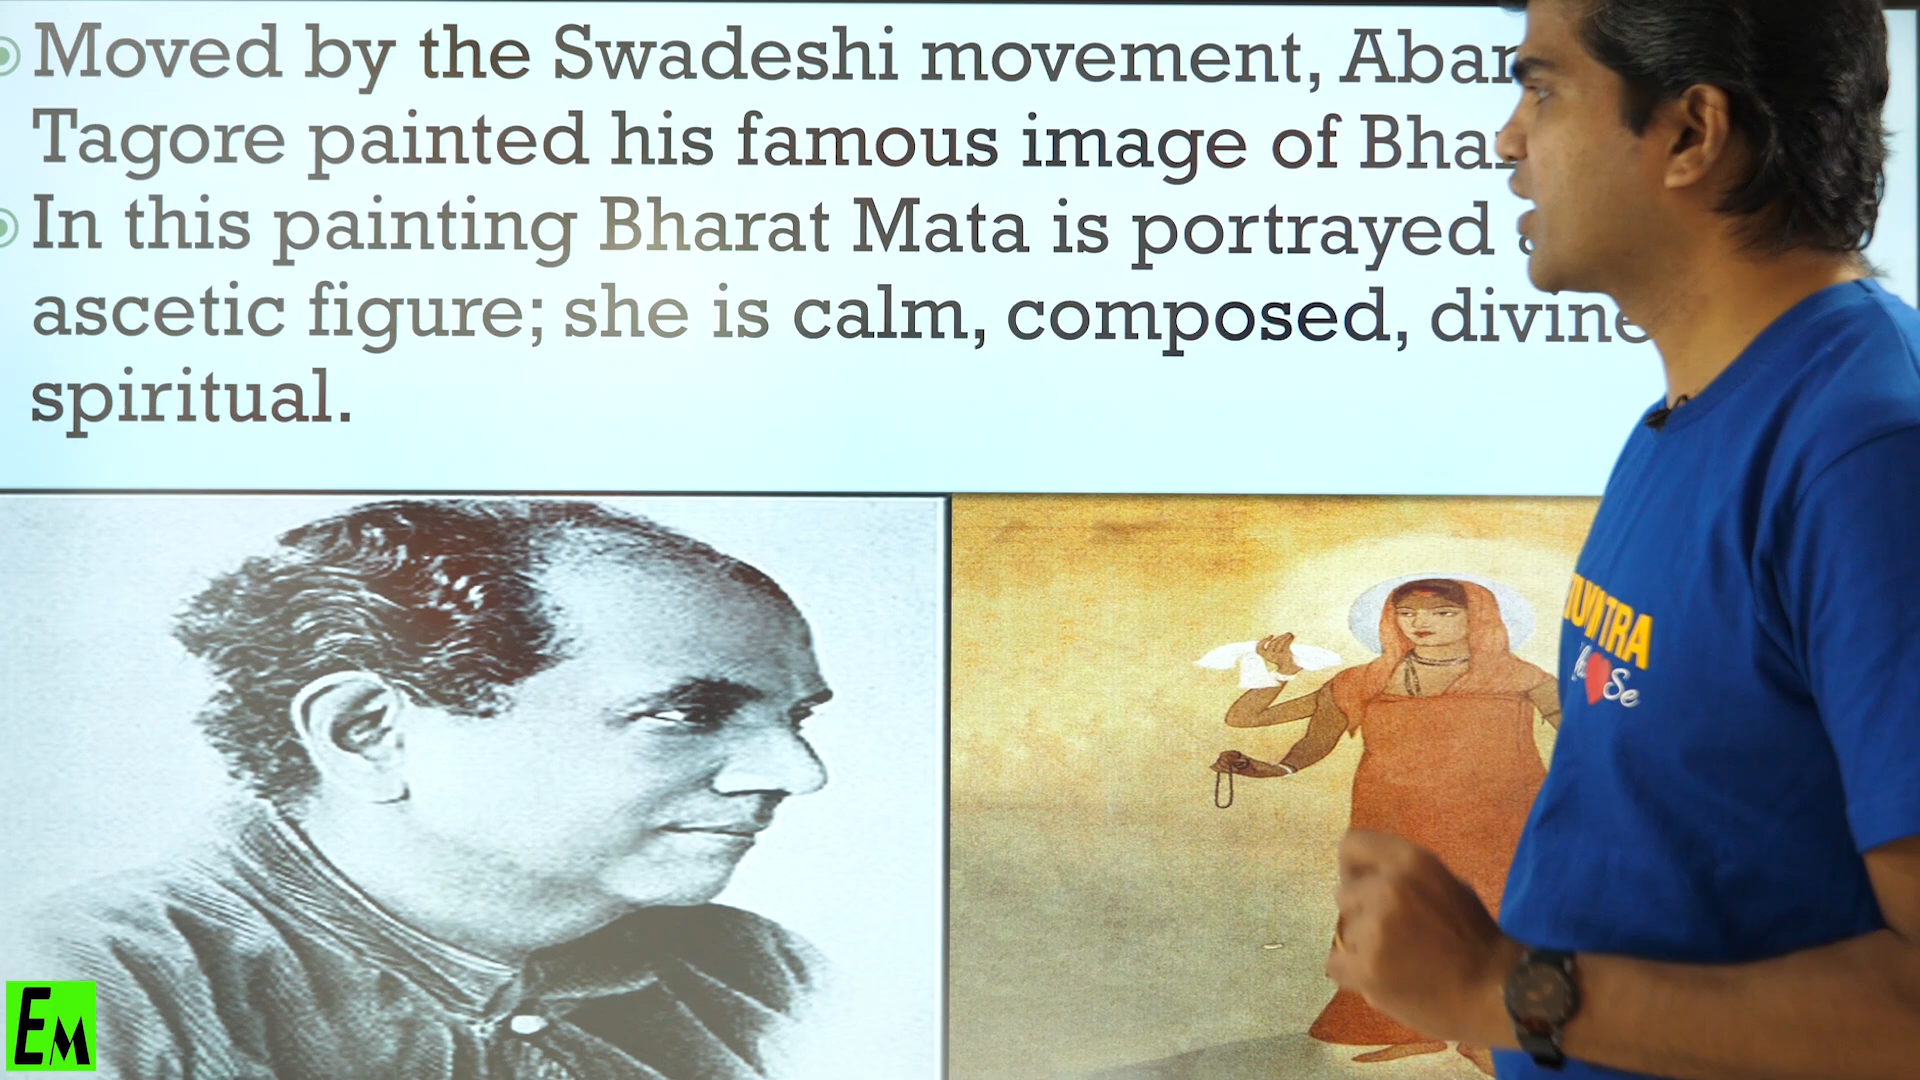 Moved by the Swadeshi movement, Aban
Tagore painted his famous image of Bha
In this painting Bharat Mata is portrayed
ascetic figure; she is calm, composed, divine
spiritual.
Se
EM